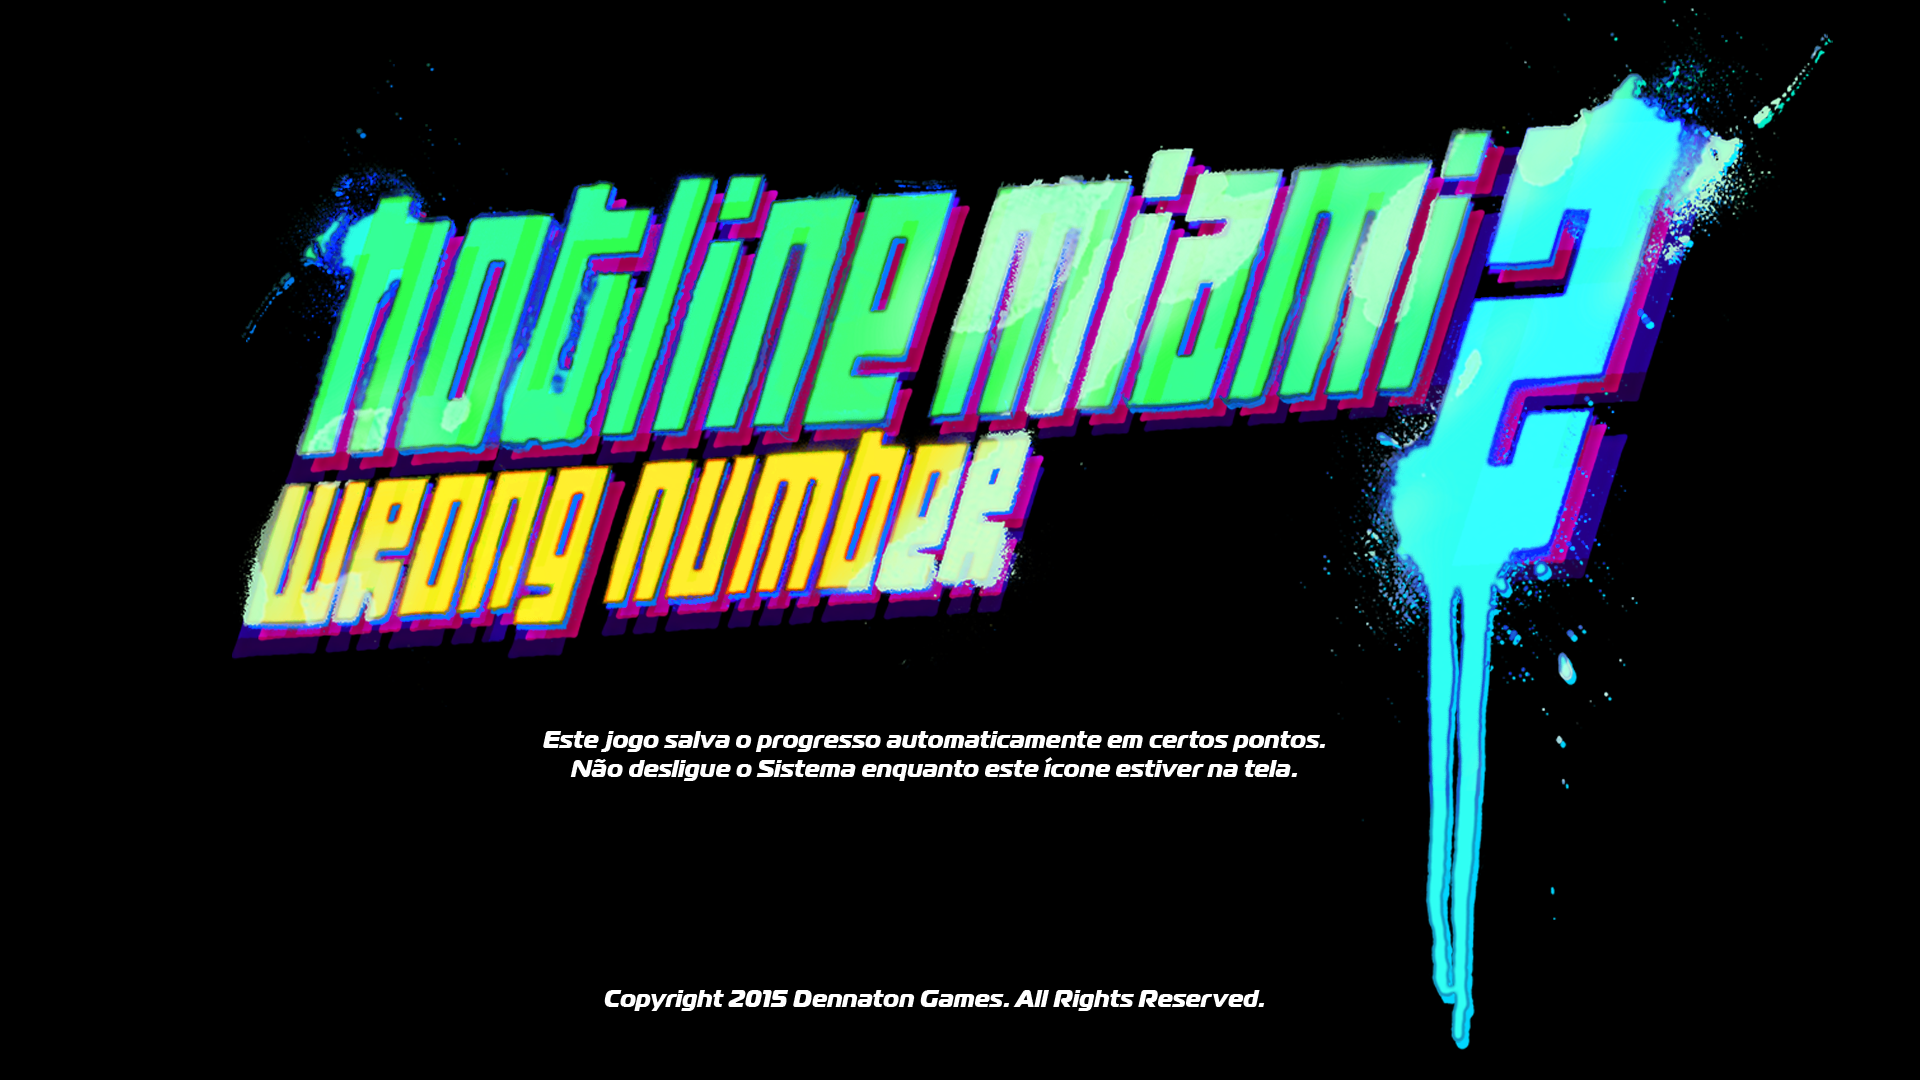 Hotline Miami 2
Wrong Number
Este jogo salva o progresso automaticamente em certos pontos.
Não desligue o Sistema enquanto este ícone estiver na tela.
Copyright 2015 Dennaton Games. All Rights Reserved.